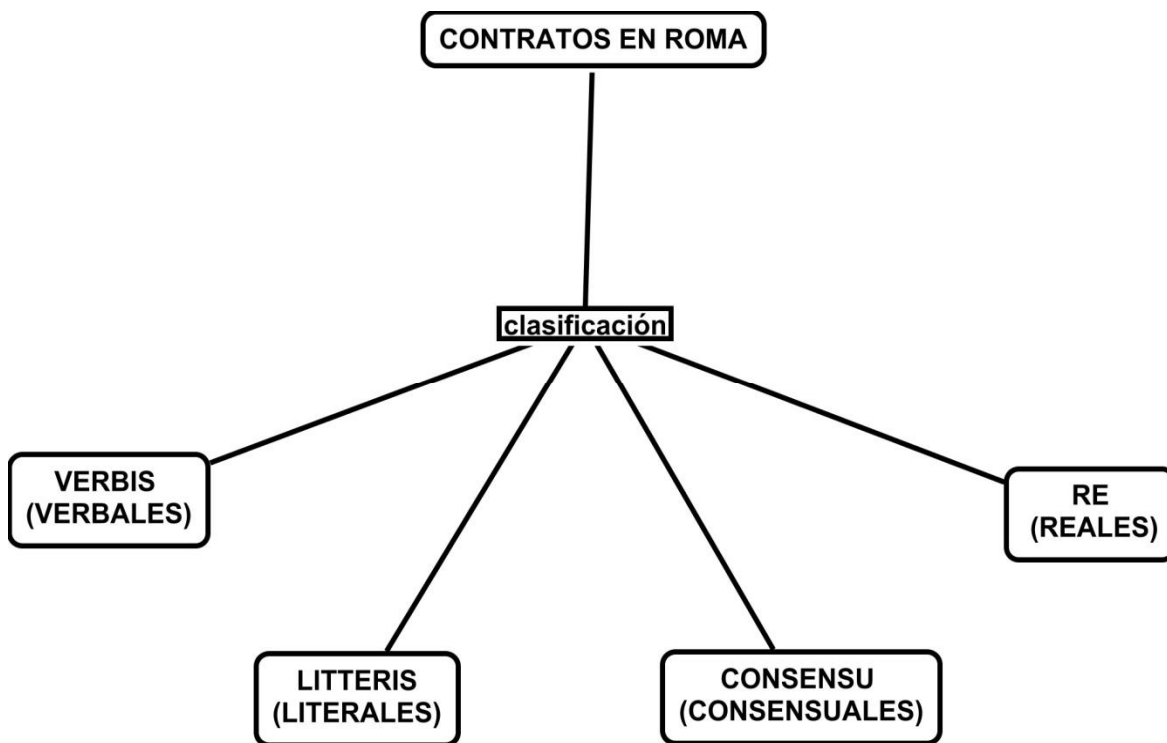 CONTRATOS EN ROMA
clasificación
VERBIS
(VERBALES)
LITTERIS
(LITERALES)
CONSENSU
(CONSENSUALES)
RE
(REALES)